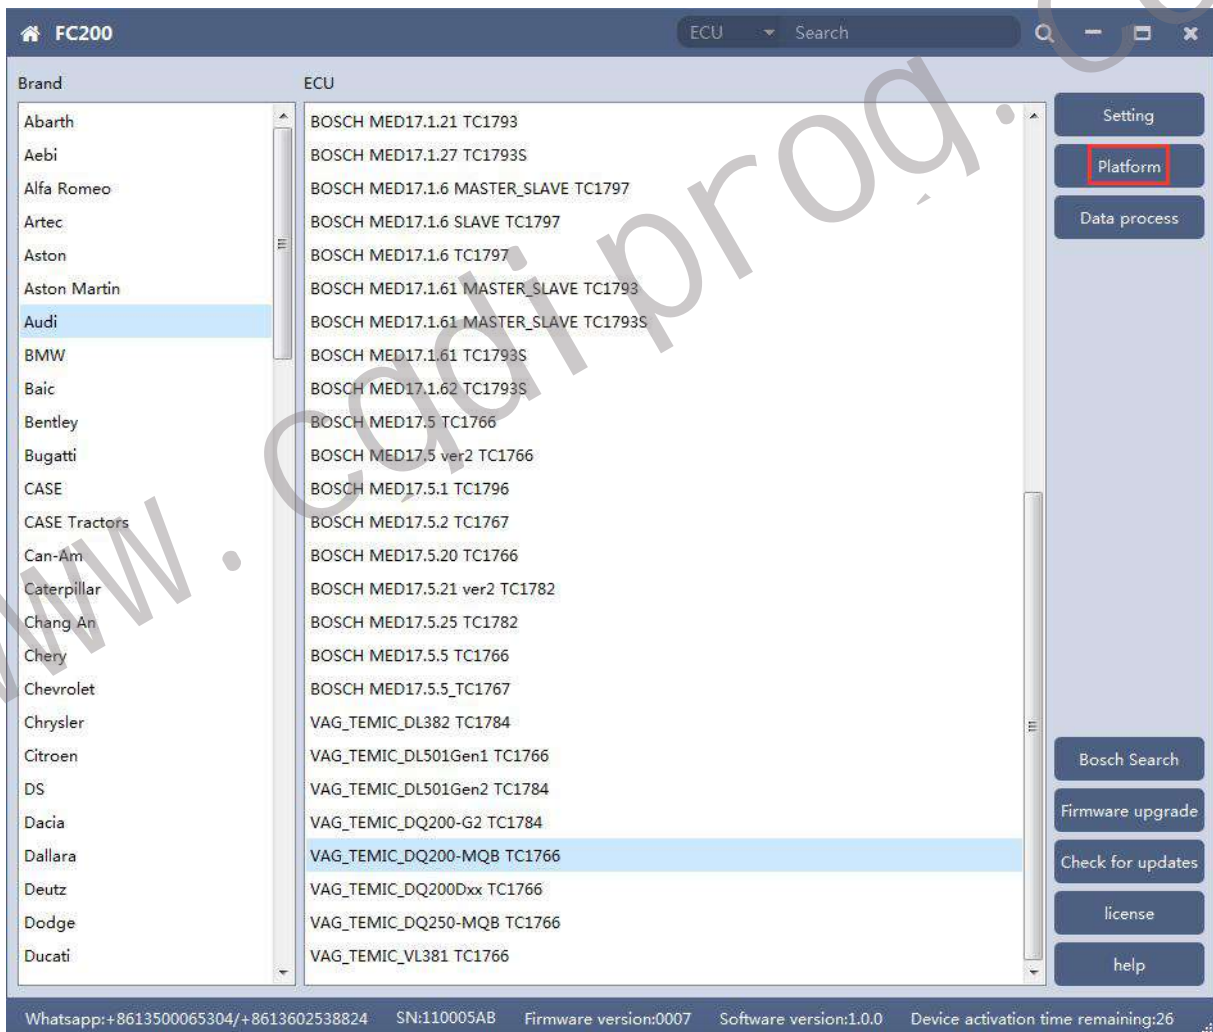 FC200
ECU Search
Brand
ECU
Abarth
Aebi
Alfa Romeo
Artec
Aston
Aston Martin
Audi
BMW
Baic
Bentley
Bugatti
CASE
CASE Tractors
Can-Am
Caterpillar
Chang An
Chery
Chevrolet
Chrysler
Citroen
DS
Dacia
Dallara
Deutz
Dodge
Ducati
BOSCH MED17.1.21 TC1793
BOSCH MED17.1.27 TC1793S
BOSCH MED17.1.6 MASTER_SLAVE TC1797
BOSCH MED17.1.6 SLAVE TC1797
BOSCH MED17.1.6 TC1797
BOSCH MED17.1.61 MASTER_SLAVE TC1793
BOSCH MED17.1.61 MASTER_SLAVE TC1793S
BOSCH MED17.1.61 TC1793S
BOSCH MED17.1.62 TC1793S
BOSCH MED17.5 TC1766
BOSCH MED17.5 ver2 TC1766
BOSCH MED17.5.1 TC1796
BOSCH MED17.5.2 TC1767
BOSCH MED17.5.20 TC1766
BOSCH MED17.5.21 ver2 TC1782
BOSCH MED17.5.25 TC1782
BOSCH MED17.5.5 TC1766
BOSCH MED17.5.5_TC1767
VAG_TEMIC_DL382 TC1784
VAG_TEMIC_DL501Gen1 TC1766
VAG_TEMIC_DL501Gen2 TC1784
VAG_TEMIC_DQ200-G2 TC1784
VAG_TEMIC_DQ200-MQB TC1766
VAG_TEMIC_DQ200Dxx TC1766
VAG_TEMIC_DQ250-MQB TC1766
VAG_TEMIC_VL381 TC1766
Setting
Platform
Data process
Bosch Search
Firmware upgrade
Check for updates
license
help
Whatsapp:+8613500065304/+8613602538824 SN:110005AB Firmware version:0007 Software version:1.0.0 Device activation time remaining:26
ww.cqdiprog.co